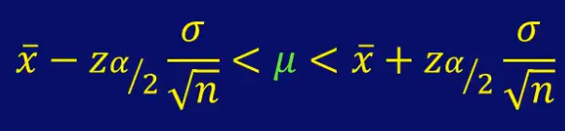 x̄ − zα/2 σ/√n < μ < x̄ + zα/2 σ/√n